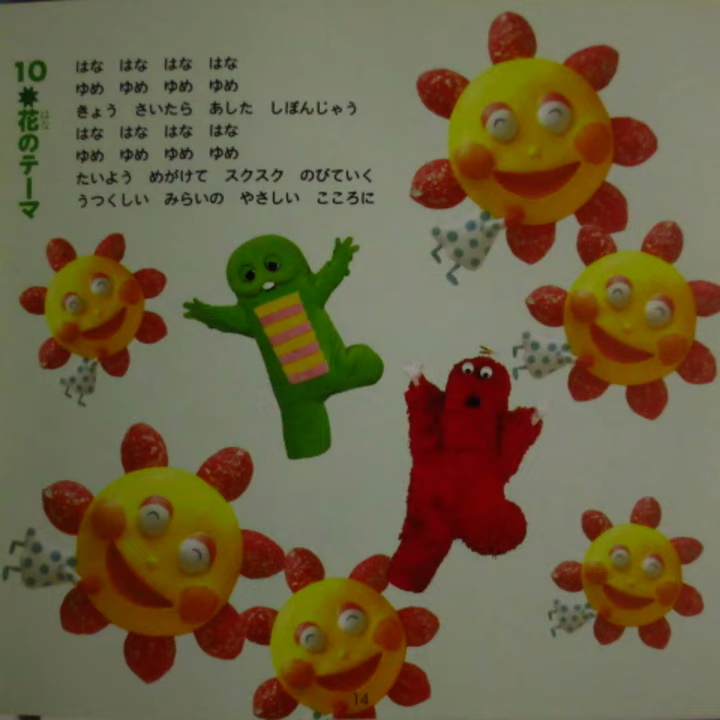 10
花のテーマ
はな
はな はな はな はな
ゆめ ゆめ ゆめ ゆめ
きょう さいたら あした しぼんじゃう
はな はな はな はな
ゆめ ゆめ ゆめ ゆめ
たいよう めがけて スクスク のびていく
うつくしい みらいの やさしい こころに
14